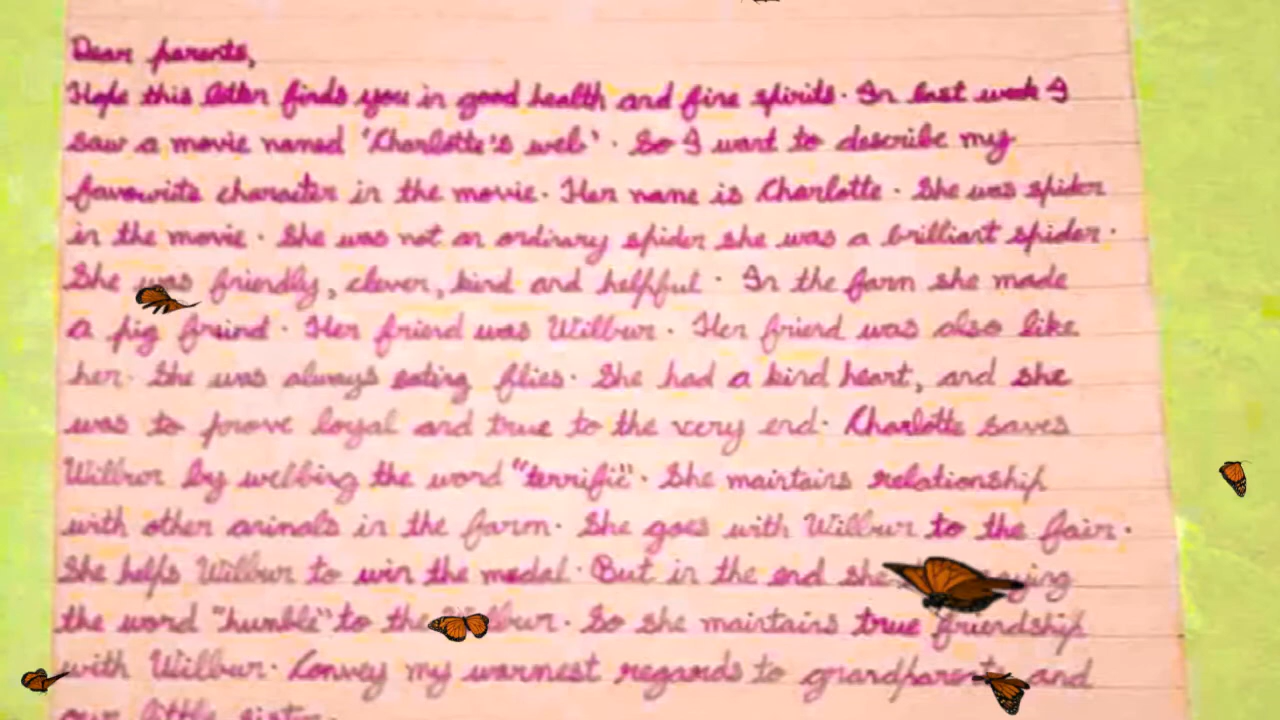 Dear parents,
Hope this letter finds you in good health and fine spirits. In last week I
saw a movie named 'Charlotte's web'. So I want to describe my
favourite character in the movie. Her name is Charlotte. She was spider
in the movie. She was not an ordinary spider she was a brilliant spider.
She was friendly, clever, kind and helpful. In the farm she made
a pig freind. Her friend was Wilbur. Her friend was also like
her. She was always eating flies. She had a kind heart, and she
was to prove loyal and true to the very end. Charlotte saves
Wilbur by webbing the word "terrific". She maintains relationship
with other animals in the farm. She goes with Wilbur to the fair.
She helps Wilbur to win the medal. But in the end she
the word "humble" to the Wilbur. So she maintains true friendship
with Wilbur. Convey my warmest regards to grandparents and
our little sister.